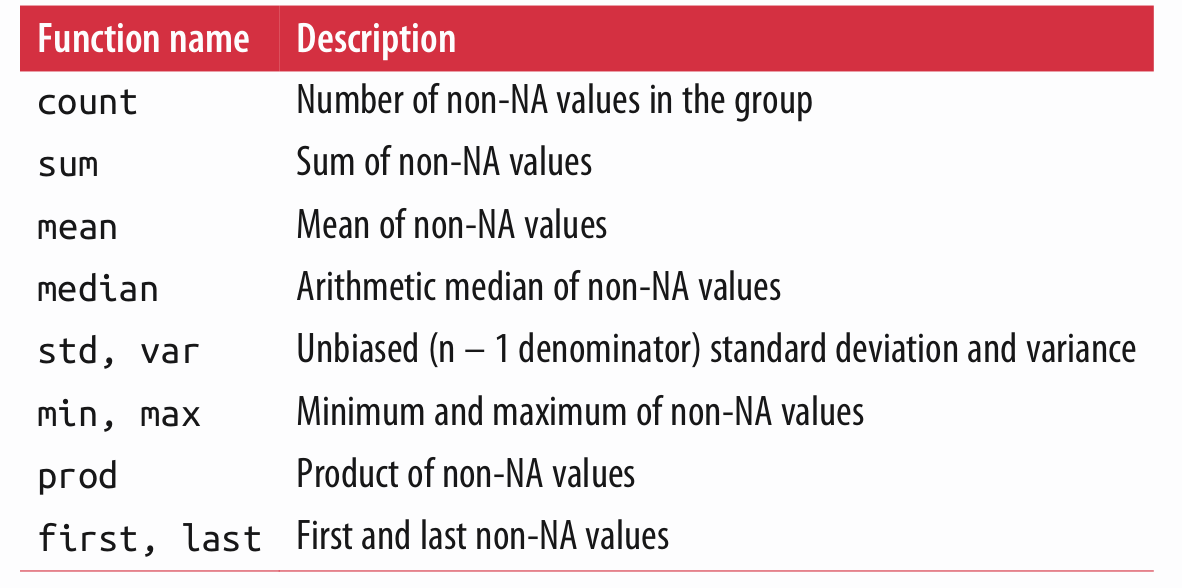 Function name Description
count Number of non-NA values in the group
sum Sum of non-NA values
mean Mean of non-NA values
median Arithmetic median of non-NA values
std, var Unbiased (n – 1 denominator) standard deviation and variance
min, max Minimum and maximum of non-NA values
prod Product of non-NA values
first, last First and last non-NA values